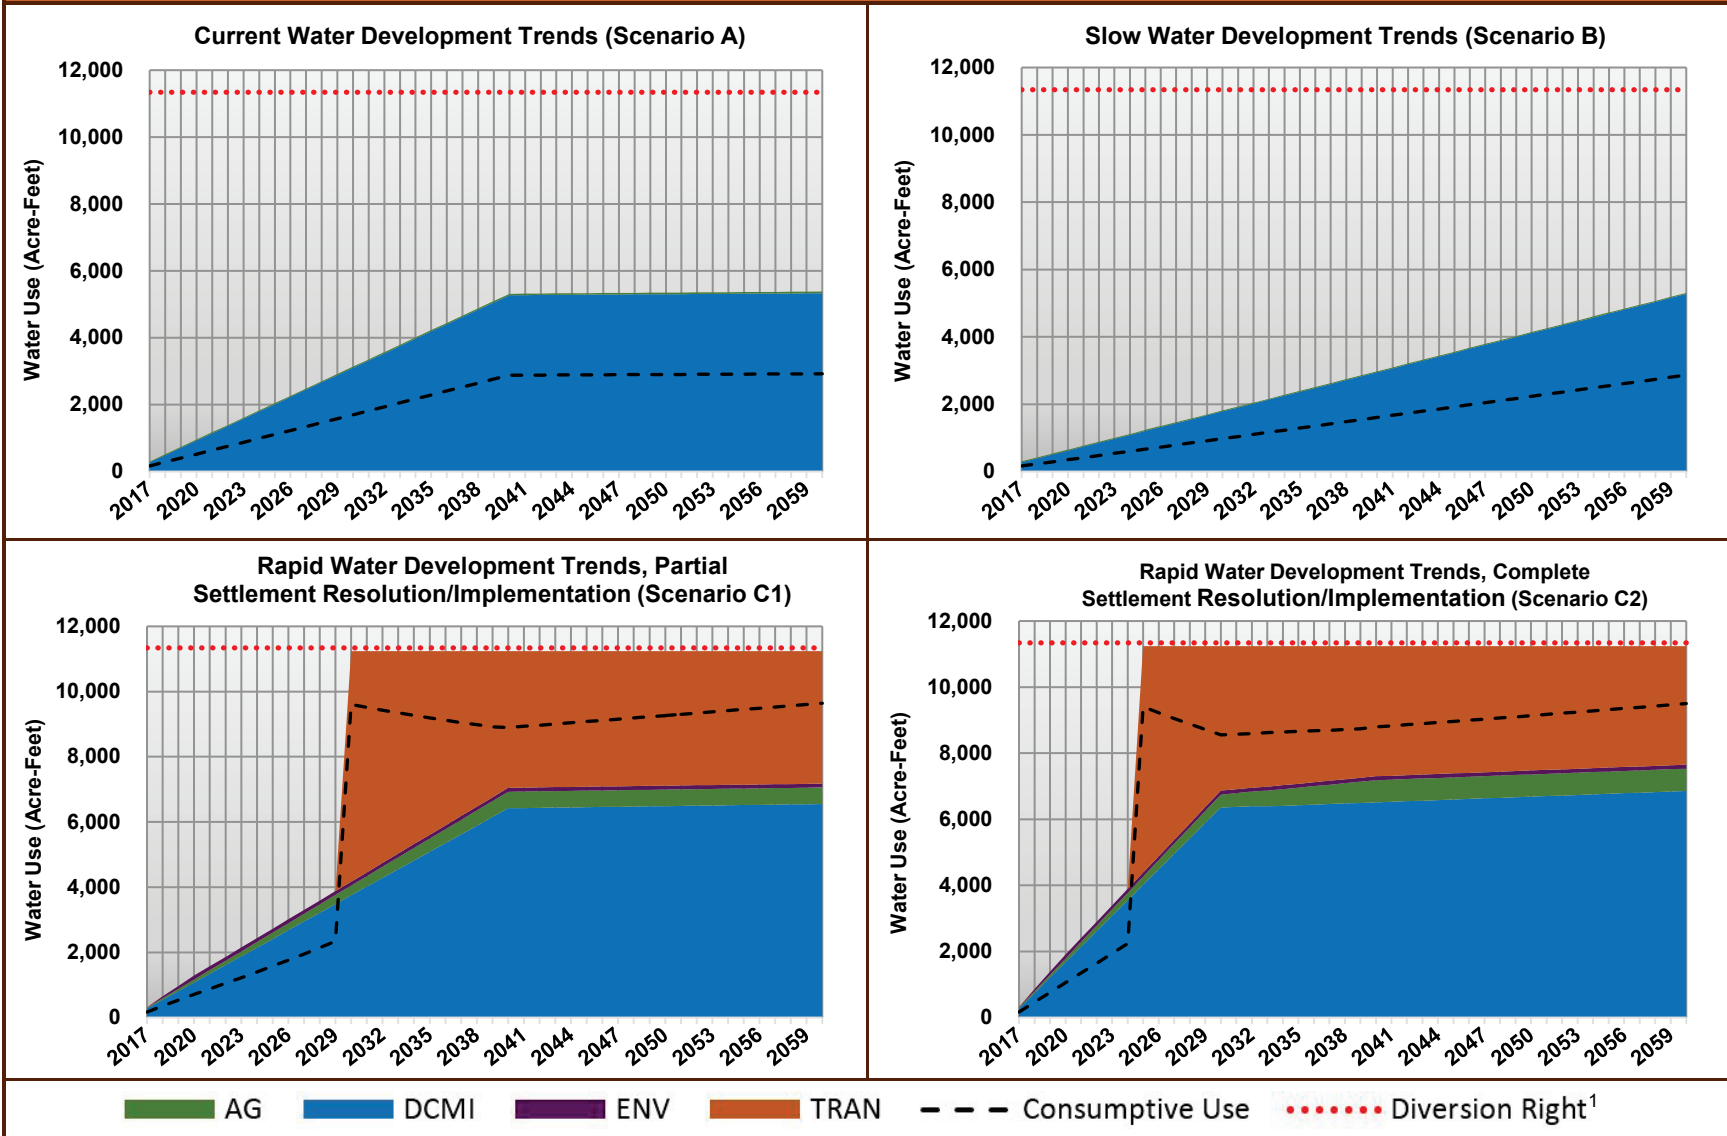 Current Water Development Trends (Scenario A)
Water Use (Acre-Feet)
12,000
10,000
8,000
6,000
4,000
2,000
0
2017 2020 2023 2026 2029 2032 2035 2038 2041 2044 2047 2050 2053 2056 2059
Slow Water Development Trends (Scenario B)
Water Use (Acre-Feet)
12,000
10,000
8,000
6,000
4,000
2,000
0
2017 2020 2023 2026 2029 2032 2035 2038 2041 2044 2047 2050 2053 2056 2059
Rapid Water Development Trends, Partial
Settlement Resolution/Implementation (Scenario C1)
Water Use (Acre-Feet)
12,000
10,000
8,000
6,000
4,000
2,000
0
2017 2020 2023 2026 2029 2032 2035 2038 2041 2044 2047 2050 2053 2056 2059
Rapid Water Development Trends, Complete
Settlement Resolution/Implementation (Scenario C2)
Water Use (Acre-Feet)
12,000
10,000
8,000
6,000
4,000
2,000
0
2017 2020 2023 2026 2029 2032 2035 2038 2041 2044 2047 2050 2053 2056 2059
AG DCMI ENV TRAN Consumptive Use Diversion Right¹